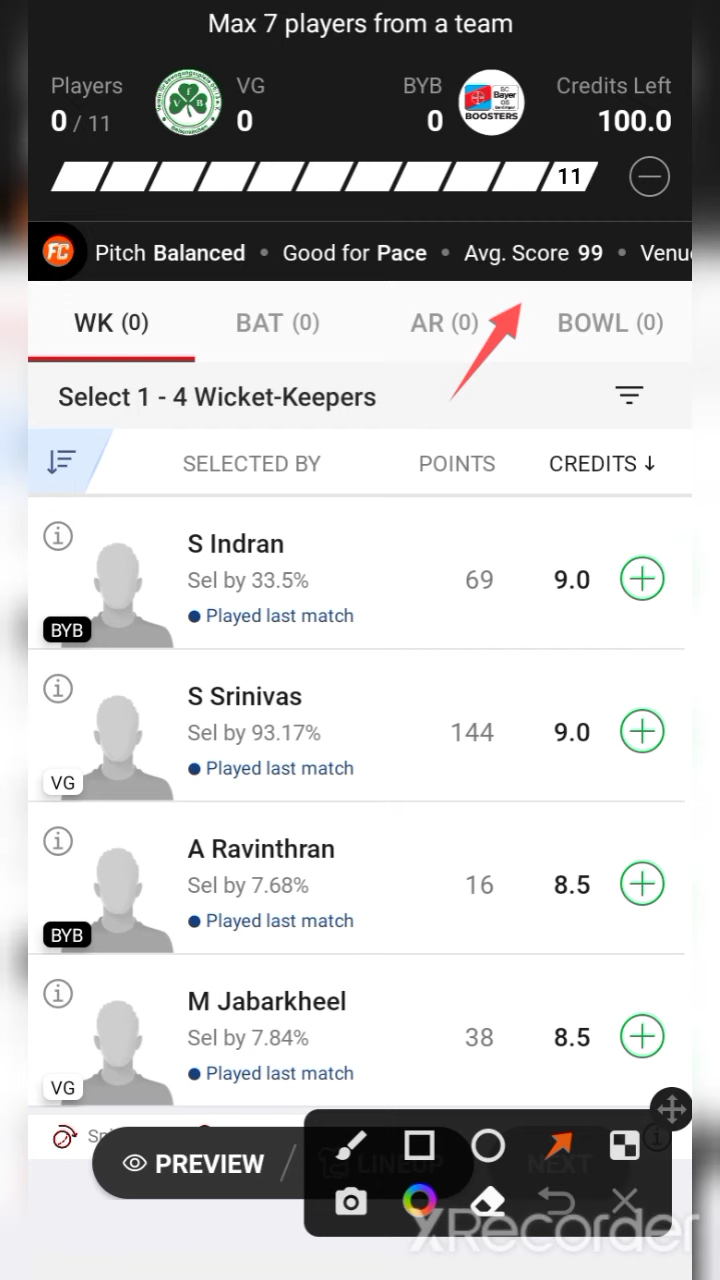 Max 7 players from a team
Players VG BYB Credits Left
0 / 11 0 0 100.0
SC
Bayer
05
BOOSTERS
V f B
11
FC Pitch Balanced • Good for Pace • Avg. Score 99 • Venu
WK (0) BAT (0) AR (0) BOWL (0)
Select 1 - 4 Wicket-Keepers
SELECTED BY POINTS CREDITS ↓
S Indran
Sel by 33.5% 69 9.0
Played last match
BYB
S Srinivas
Sel by 93.17% 144 9.0
Played last match
VG
A Ravinthran
Sel by 7.68% 16 8.5
Played last match
BYB
M Jabarkheel
Sel by 7.84% 38 8.5
Played last match
VG
PREVIEW / LINEUP NEXT
XRecorder